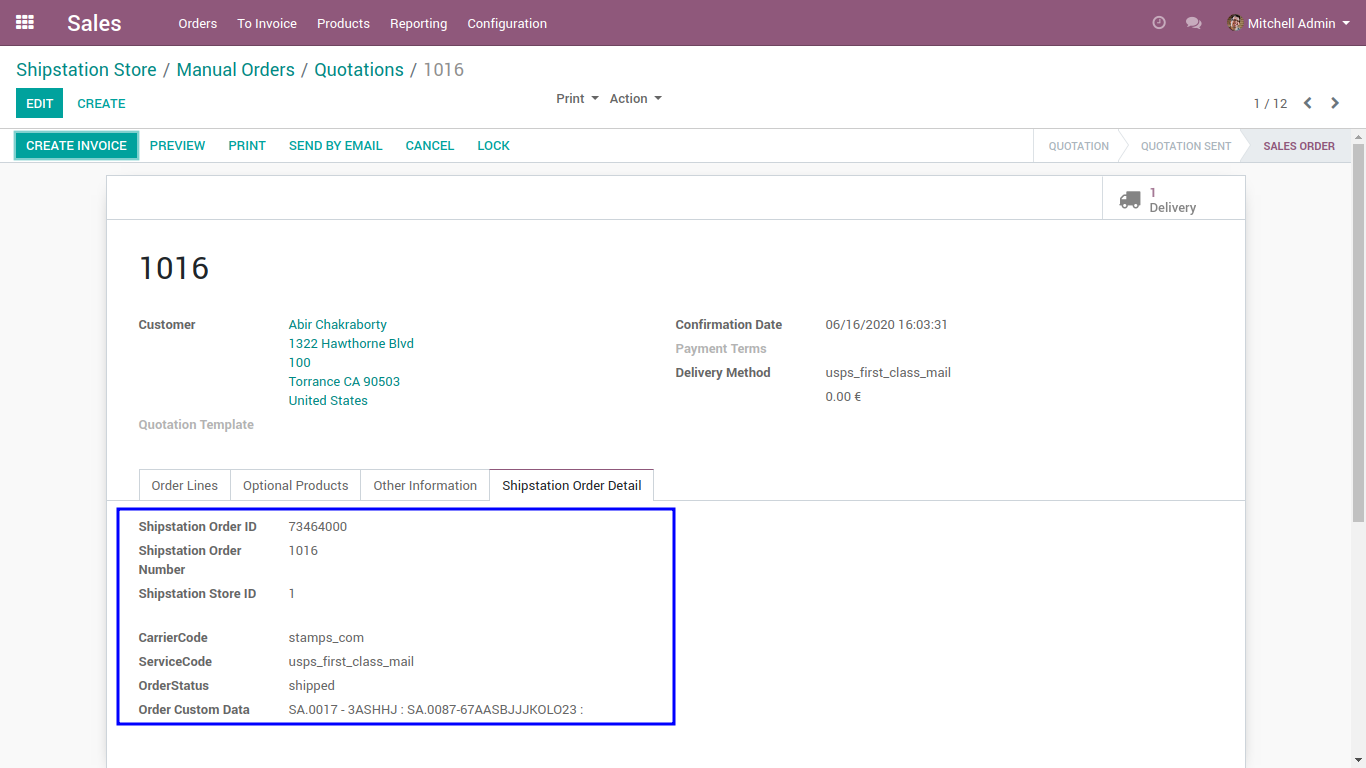 Sales Orders To Invoice Products Reporting Configuration Mitchell Admin
Shipstation Store / Manual Orders / Quotations / 1016
EDIT CREATE Print Action 1 / 12
CREATE INVOICE PREVIEW PRINT SEND BY EMAIL CANCEL LOCK QUOTATION QUOTATION SENT SALES ORDER
1
Delivery
1016
Customer Abir Chakraborty Confirmation Date 06/16/2020 16:03:31
1322 Hawthorne Blvd Payment Terms
100
Torrance CA 90503 Delivery Method usps_first_class_mail
United States 0.00 €
Quotation Template
Order Lines Optional Products Other Information Shipstation Order Detail
Shipstation Order ID 73464000
Shipstation Order 1016
Number
Shipstation Store ID 1
CarrierCode stamps_com
ServiceCode usps_first_class_mail
OrderStatus shipped
Order Custom Data SA.0017 - 3ASHHJ : SA.0087-67AASBJJJKOLO23 :